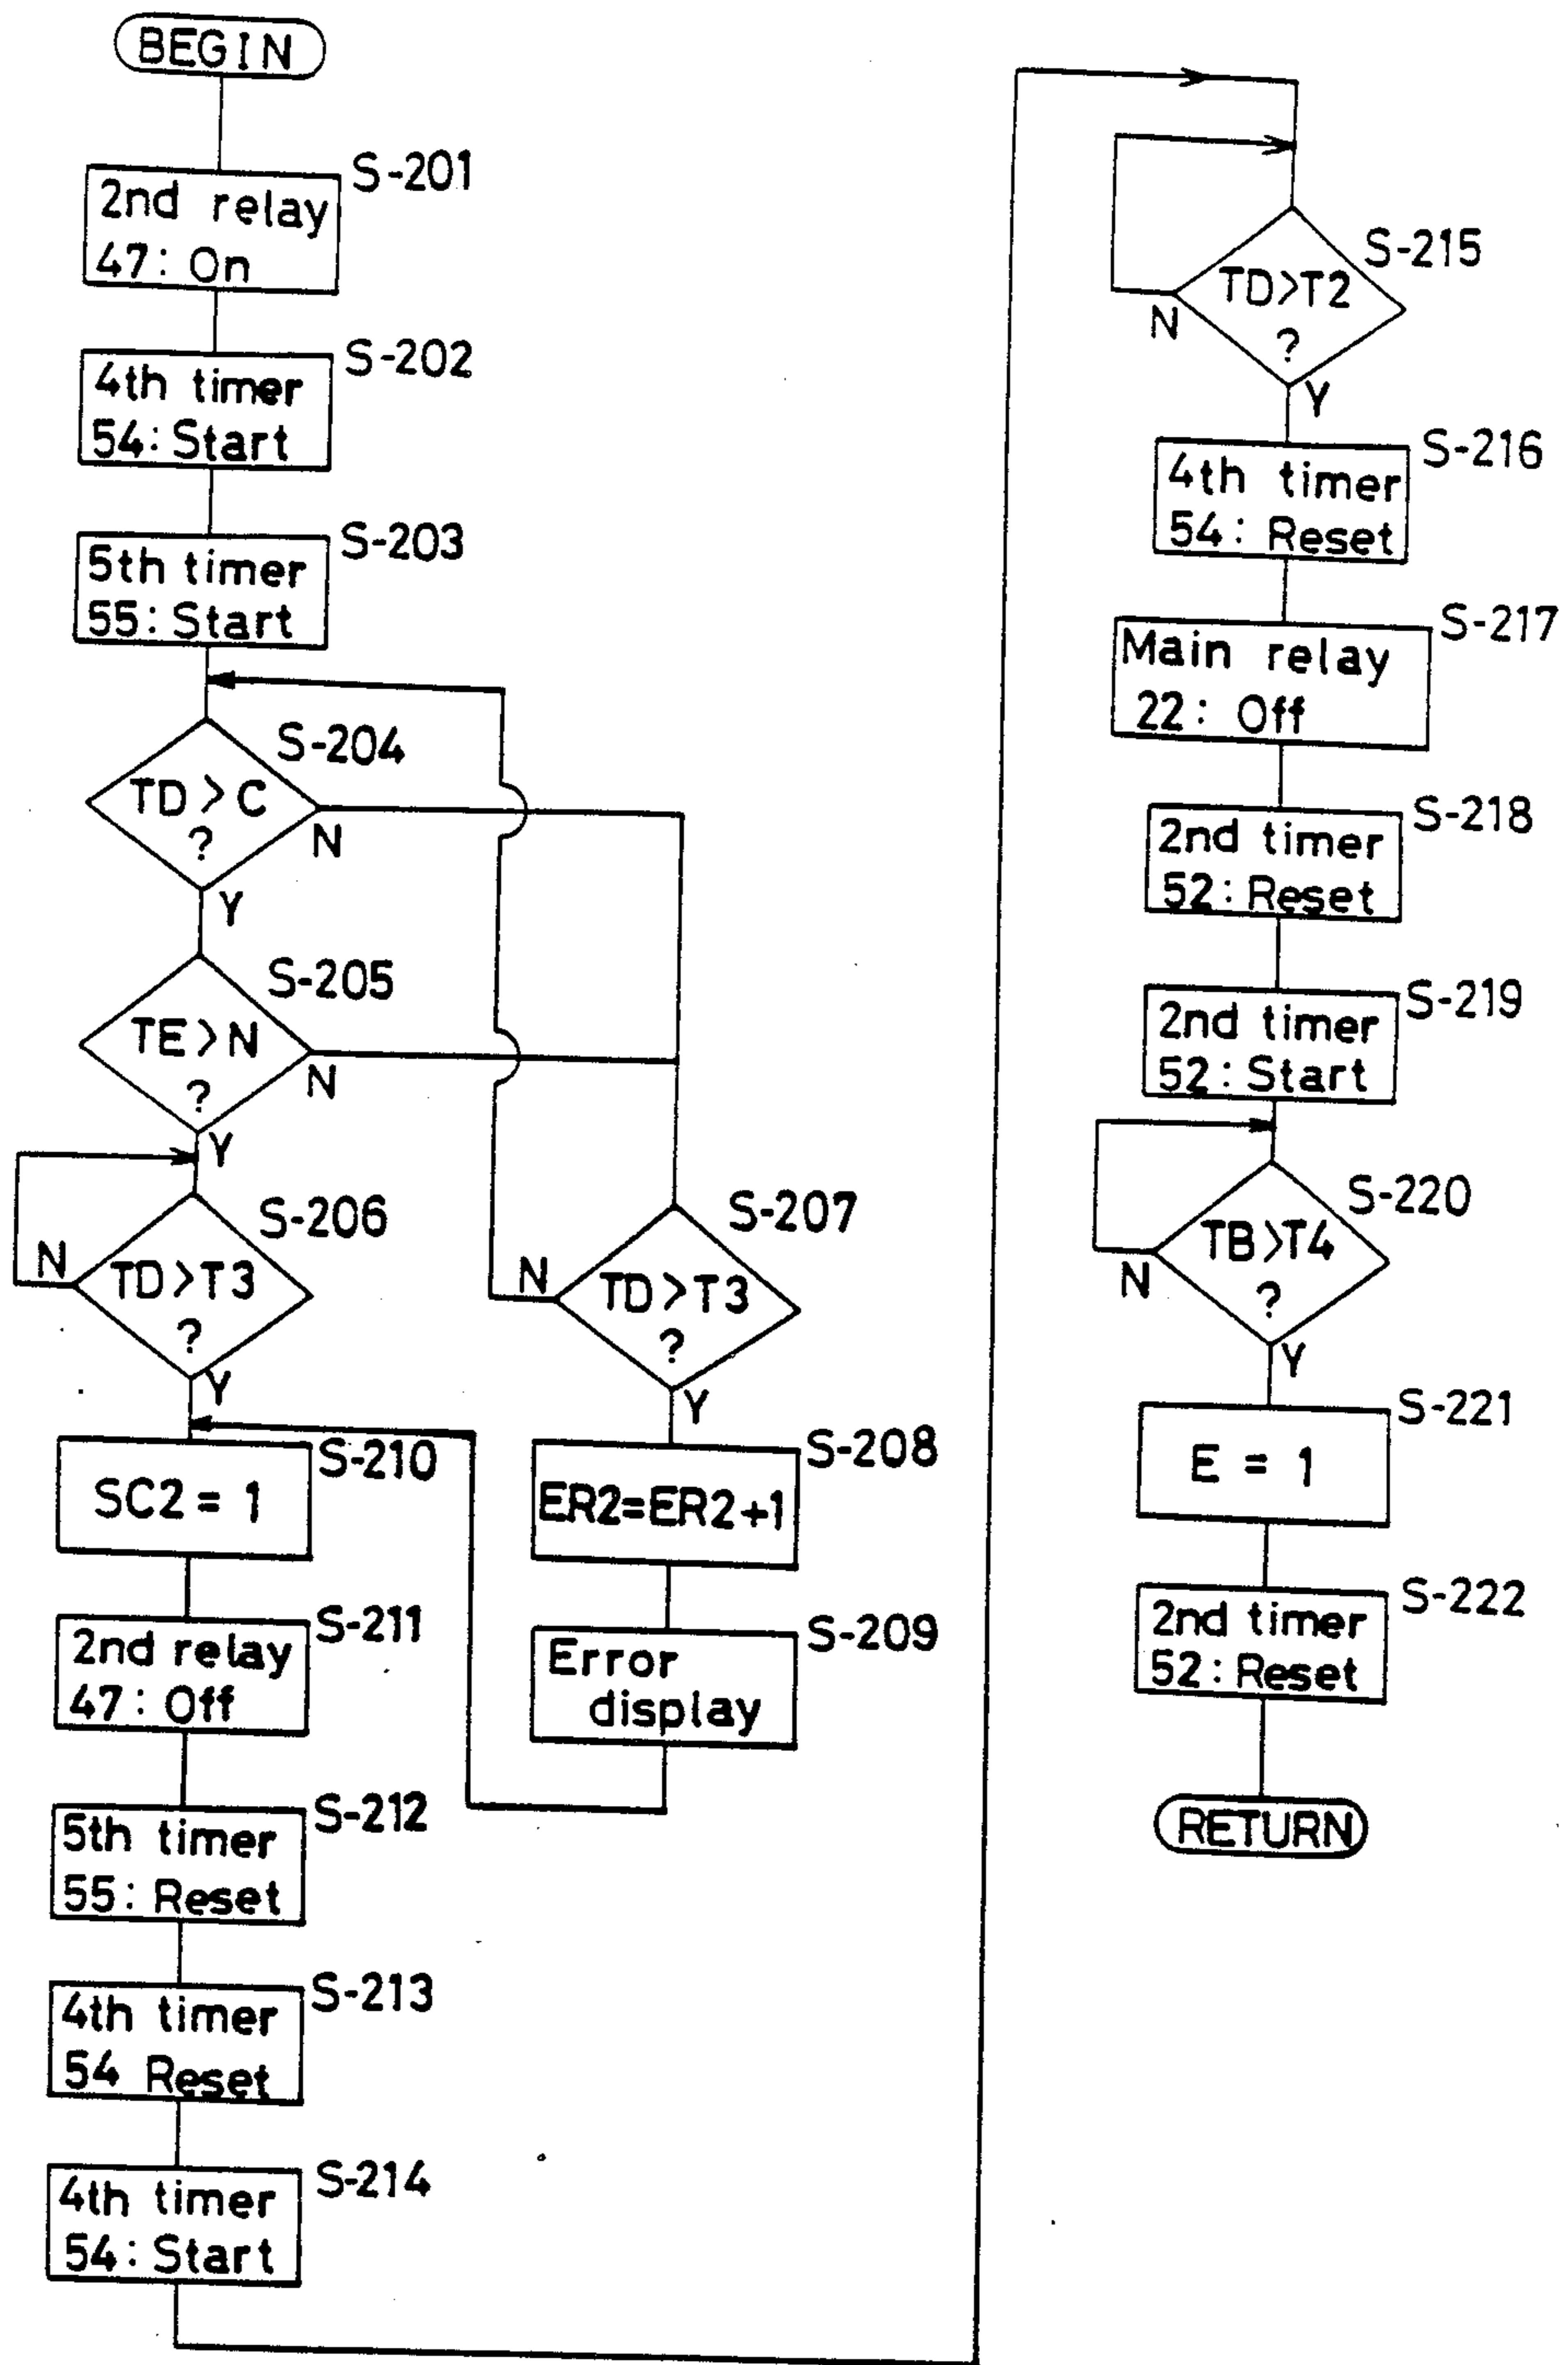 BEGIN
S-201
2nd relay
47: On
S-202
4th timer
54: Start
S-203
5th timer
55: Start
S-204
TD > C
?
N
Y
S-205
TE > N
?
N
Y
S-206
N
TD > T3
?
Y
S-207
N
TD > T3
?
Y
S-208
ER2=ER2+1
S-209
Error
display
S-210
SC2 = 1
S-211
2nd relay
47: Off
S-212
5th timer
55: Reset
S-213
4th timer
54 Reset
S-214
4th timer
54: Start
S-215
TD>T2
?
N
Y
S-216
4th timer
54: Reset
S-217
Main relay
22: Off
S-218
2nd timer
52: Reset
S-219
2nd timer
52: Start
S-220
TB>T4
?
N
Y
S-221
E = 1
S-222
2nd timer
52: Reset
RETURN